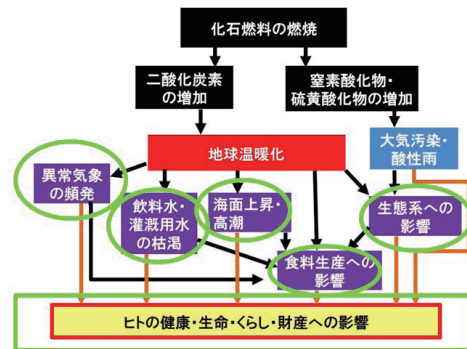 化石燃料の燃焼
二酸化炭素
の増加
窒素酸化物・
硫黄酸化物の増加
地球温暖化
大気汚染・
酸性雨
異常気象
の頻発
飲料水・
灌漑用水
の枯渇
海面上昇・
高潮
生態系への
影響
食料生産への
影響
ヒトの健康・生命・くらし・財産への影響